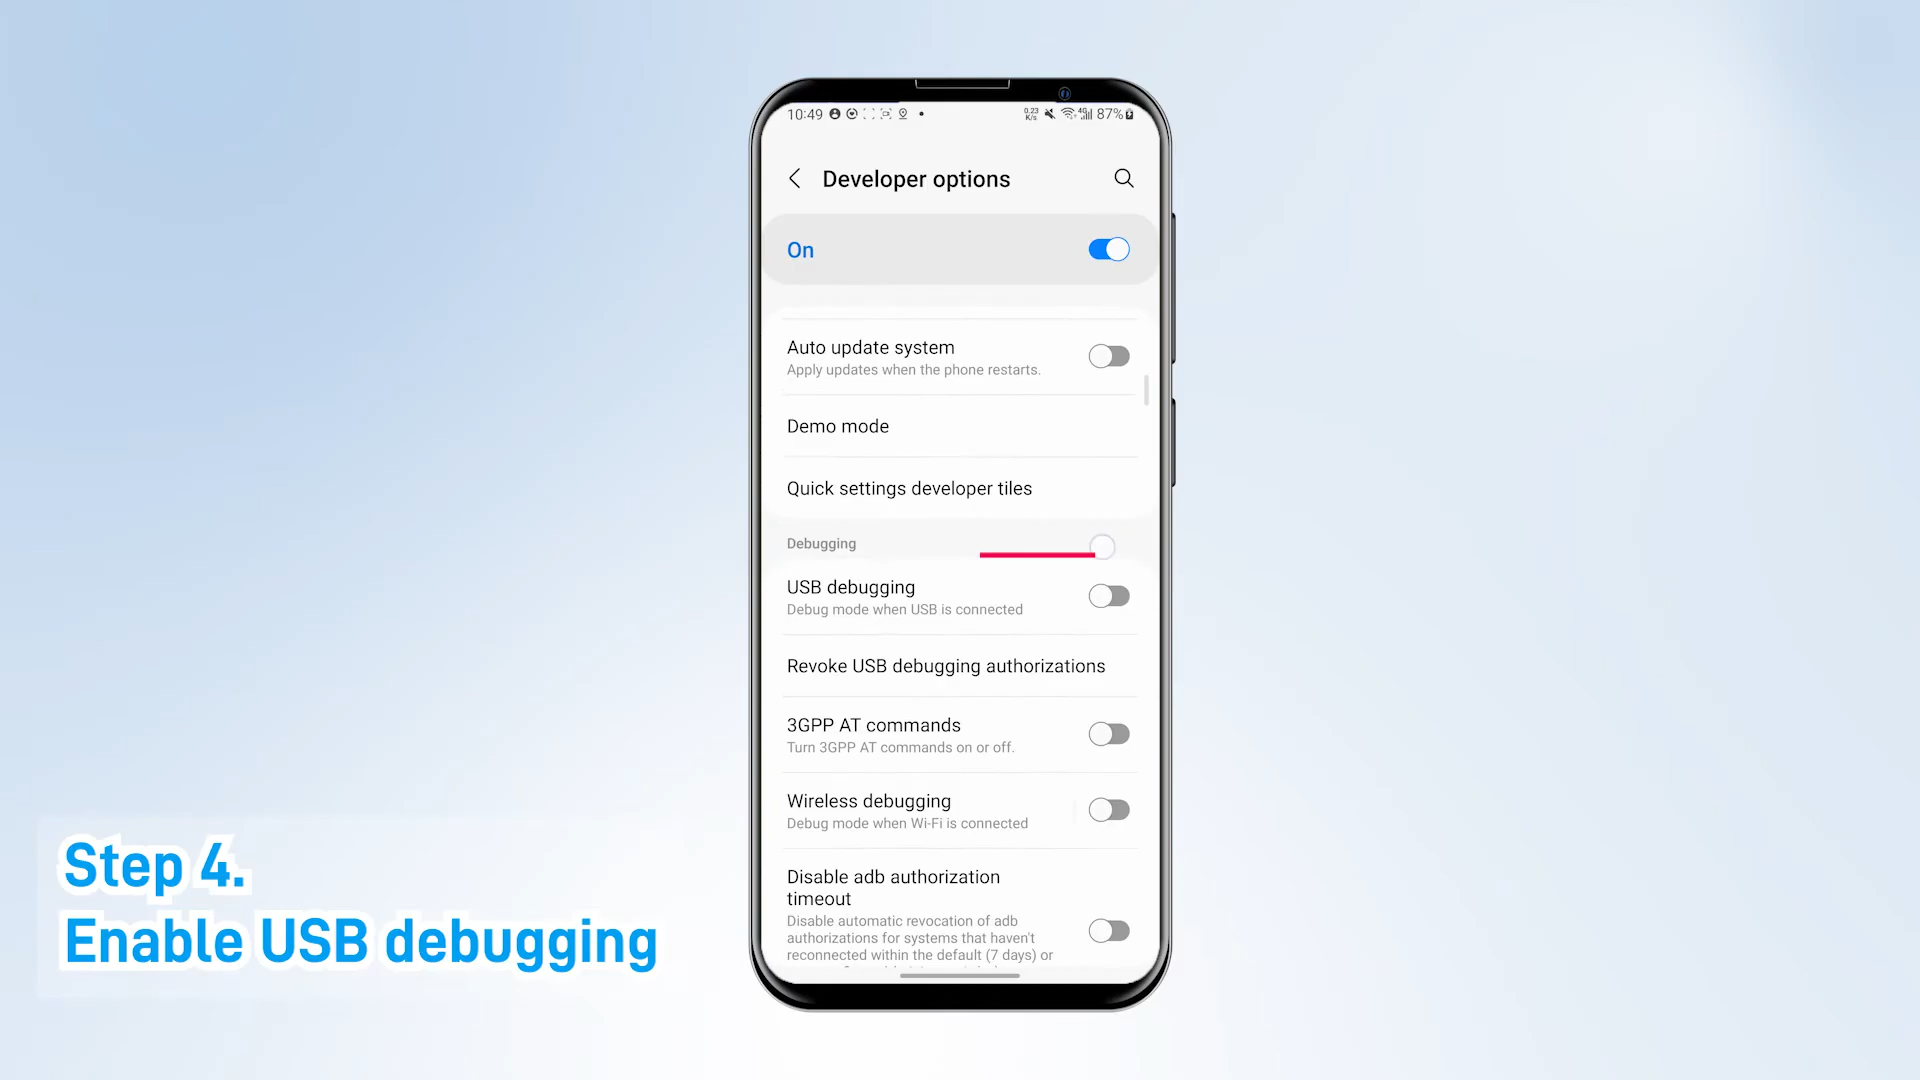 10:49
0.23
K/s
4G
87%
Developer options
On
Auto update system
Apply updates when the phone restarts.
Demo mode
Quick settings developer tiles
Debugging
USB debugging
Debug mode when USB is connected
Revoke USB debugging authorizations
3GPP AT commands
Turn 3GPP AT commands on or off.
Wireless debugging
Debug mode when Wi-Fi is connected
Disable adb authorization
timeout
Disable automatic revocation of adb
authorizations for systems that haven't
reconnected within the default (7 days) or
Step 4.
Enable USB debugging